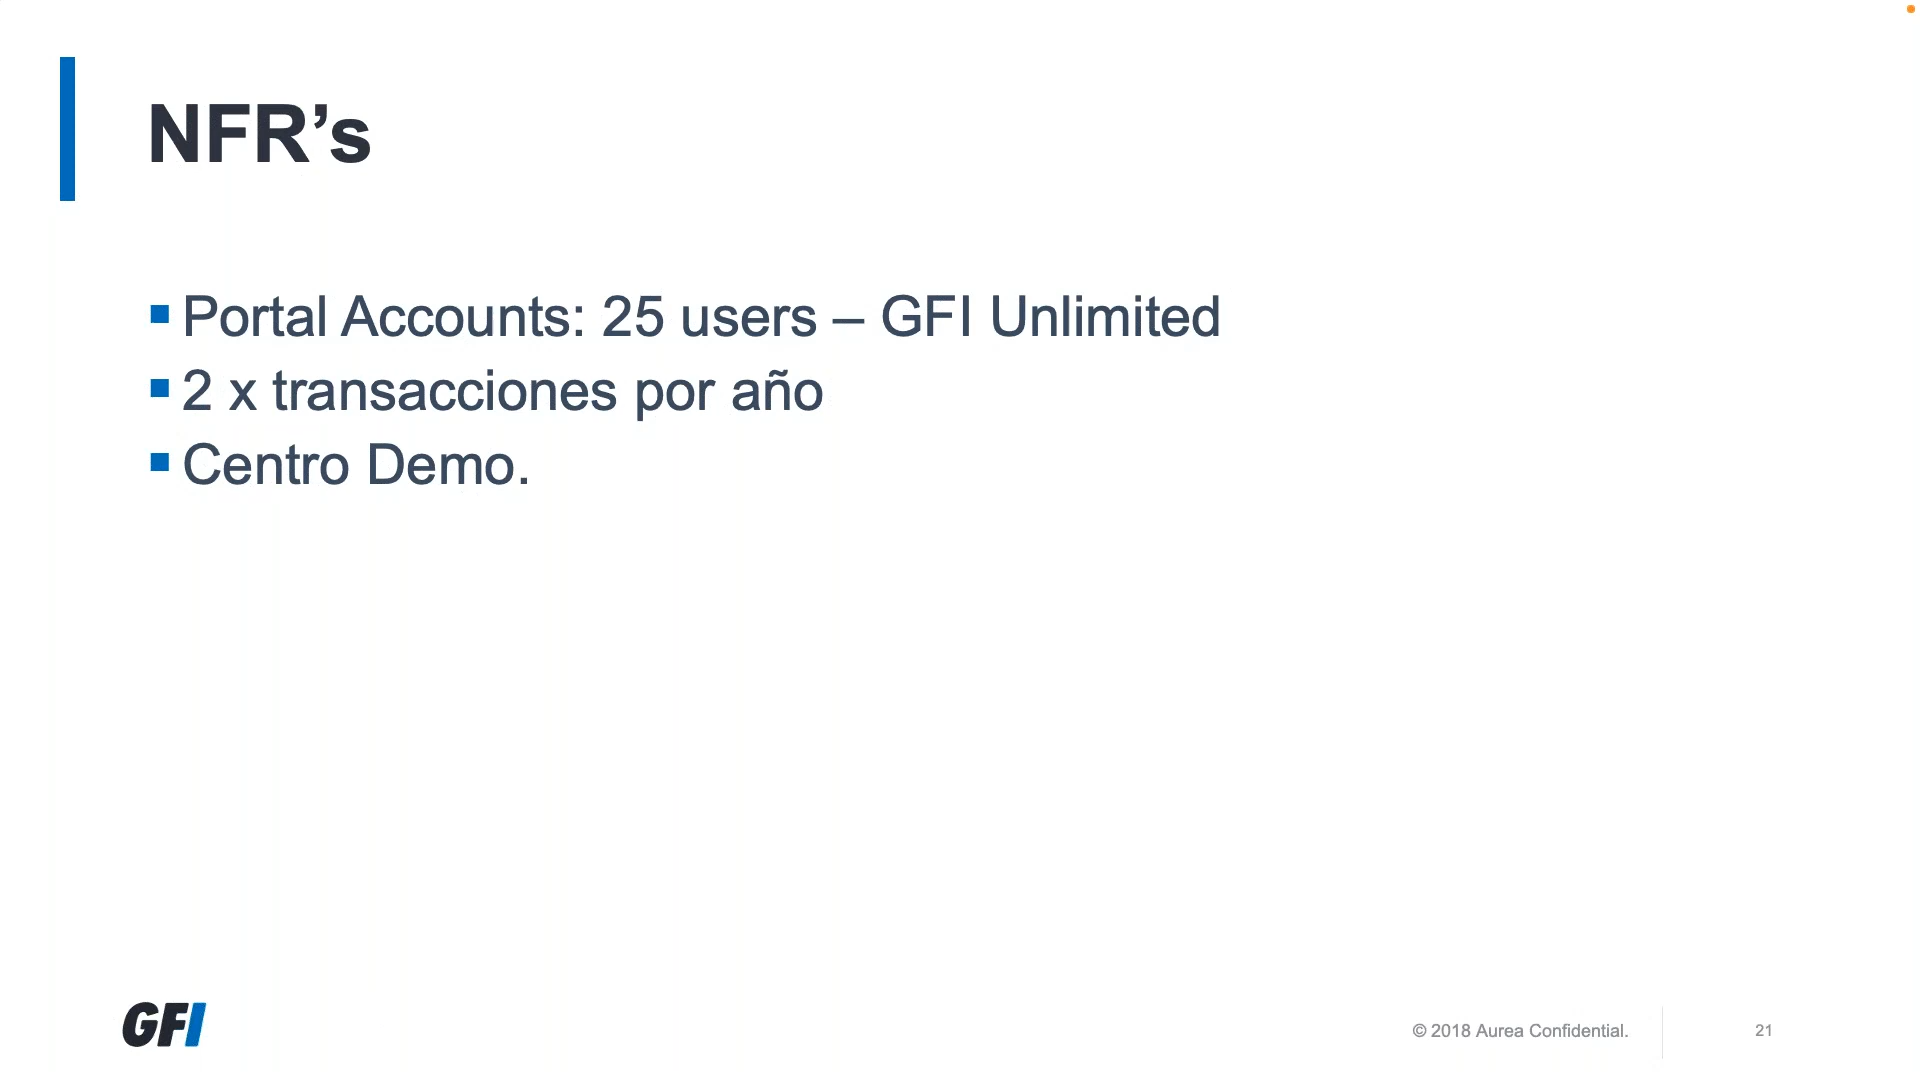 NFR’s
Portal Accounts: 25 users – GFI Unlimited
2 x transacciones por año
Centro Demo.
GFI
© 2018 Aurea Confidential.
21